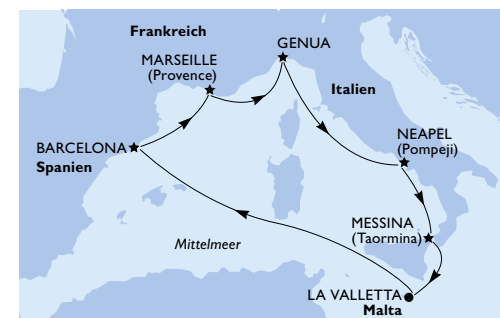 Frankreich
GENUA
MARSEILLE
(Provence)
Italien
NEAPEL
(Pompeji)
BARCELONA
Spanien
MESSINA
(Taormina)
Mittelmeer
LA VALLETTA
Malta